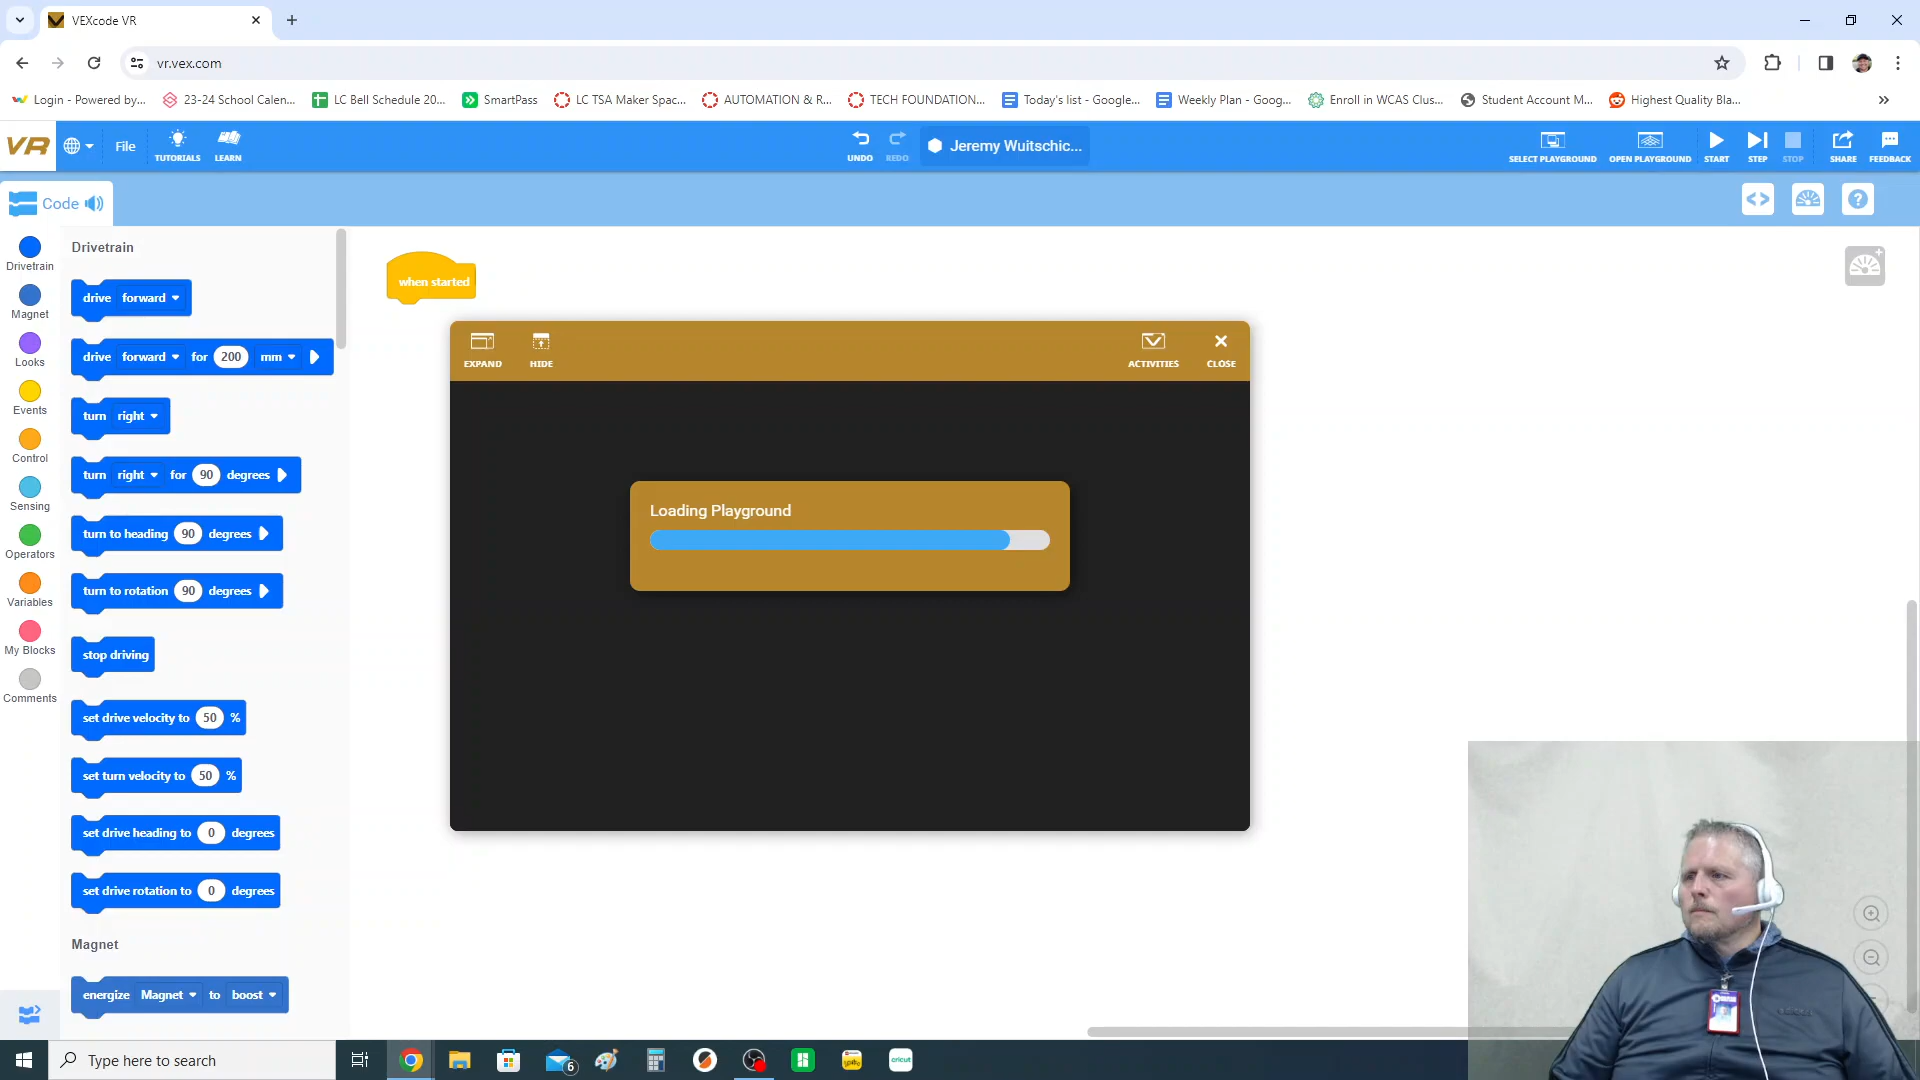 VEXcode VR
vr.vex.com
Login - Powered by...
23-24 School Calen...
LC Bell Schedule 20...
SmartPass
LC TSA Maker Spac...
AUTOMATION & R...
TECH FOUNDATION...
Today's list - Google...
Weekly Plan - Goog...
Enroll in WCAS Clus...
Student Account M...
Highest Quality Bla...
VR
File
TUTORIALS
LEARN
UNDO
REDO
Jeremy Wuitschic...
SELECT PLAYGROUND
OPEN PLAYGROUND
START
STEP
STOP
SHARE
FEEDBACK
Code
Drivetrain
Magnet
Looks
Events
Control
Sensing
Operators
Variables
My Blocks
Comments
Drivetrain
drive forward
drive forward for 200 mm
turn right
turn right for 90 degrees
turn to heading 90 degrees
turn to rotation 90 degrees
stop driving
set drive velocity to 50 %
set turn velocity to 50 %
set drive heading to 0 degrees
set drive rotation to 0 degrees
Magnet
energize Magnet to boost
when started
EXPAND
HIDE
ACTIVITIES
CLOSE
Loading Playground
Type here to search
6
cricut